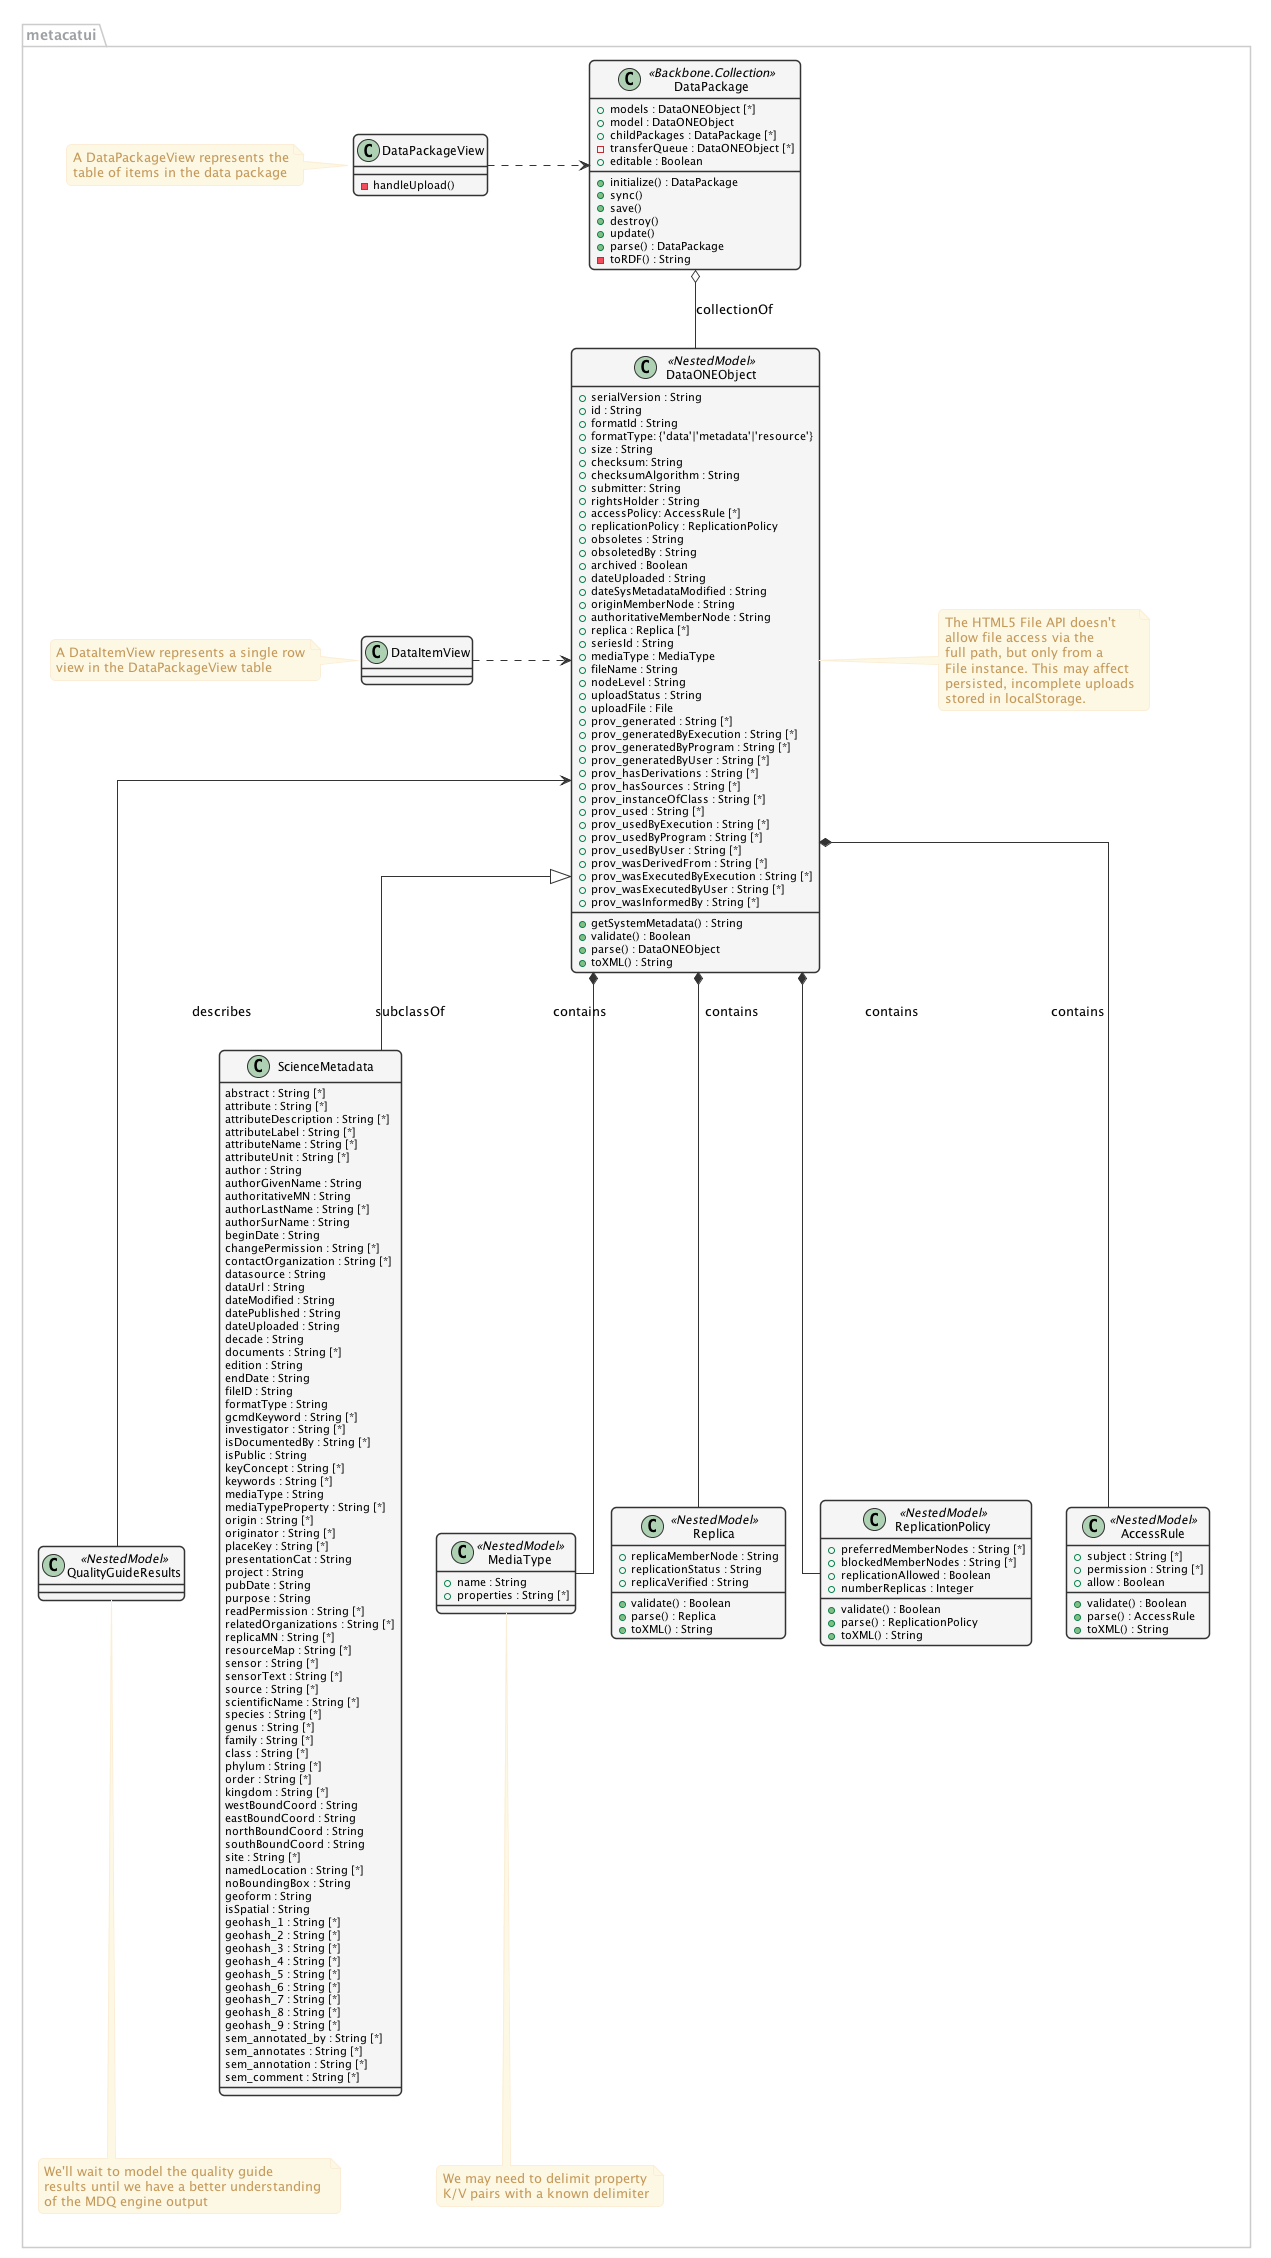 metacatui
«Backbone.Collection»
DataPackage
models : DataONEObject [*]
model : DataONEObject
childPackages : DataPackage [*]
transferQueue : DataONEObject [*]
editable : Boolean
initialize() : DataPackage
sync()
save()
destroy()
update()
parse() : DataPackage
toRDF() : String
A DataPackageView represents the
table of items in the data package
DataPackageView
handleUpload()
collectionOf
«NestedModel»
DataONEObject
serialVersion : String
id : String
formatId : String
formatType: {'data'|'metadata'|'resource'}
size : String
checksum: String
checksumAlgorithm : String
submitter: String
rightsHolder : String
accessPolicy: AccessRule [*]
replicationPolicy : ReplicationPolicy
obsoletes : String
obsoletedBy : String
archived : Boolean
dateUploaded : String
dateSysMetadataModified : String
originMemberNode : String
authoritativeMemberNode : String
replica : Replica [*]
seriesId : String
mediaType : MediaType
fileName : String
nodeLevel : String
uploadStatus : String
uploadFile : File
prov_generated : String [*]
prov_generatedByExecution : String [*]
prov_generatedByProgram : String [*]
prov_generatedByUser : String [*]
prov_hasDerivations : String [*]
prov_hasSources : String [*]
prov_instanceOfClass : String [*]
prov_used : String [*]
prov_usedByExecution : String [*]
prov_usedByProgram : String [*]
prov_usedByUser : String [*]
prov_wasDerivedFrom : String [*]
prov_wasExecutedByExecution : String [*]
prov_wasExecutedByUser : String [*]
prov_wasInformedBy : String [*]
getSystemMetadata() : String
validate() : Boolean
parse() : DataONEObject
toXML() : String
A DataItemView represents a single row
view in the DataPackageView table
DataItemView
The HTML5 File API doesn't
allow file access via the
full path, but only from a
File instance. This may affect
persisted, incomplete uploads
stored in localStorage.
describes
subclassOf
contains
contains
contains
contains
ScienceMetadata
abstract : String [*]
attribute : String [*]
attributeDescription : String [*]
attributeLabel : String [*]
attributeName : String [*]
attributeUnit : String [*]
author : String
authorGivenName : String
authoritativeMN : String
authorLastName : String [*]
authorSurName : String
beginDate : String
changePermission : String [*]
contactOrganization : String [*]
datasource : String
dataUrl : String
dateModified : String
datePublished : String
dateUploaded : String
decade : String
documents : String [*]
edition : String
endDate : String
fileID : String
formatType : String
gcmdKeyword : String [*]
investigator : String [*]
isDocumentedBy : String [*]
isPublic : String
keyConcept : String [*]
keywords : String [*]
mediaType : String
mediaTypeProperty : String [*]
origin : String [*]
originator : String [*]
placeKey : String [*]
presentationCat : String
project : String
pubDate : String
purpose : String
readPermission : String [*]
relatedOrganizations : String [*]
replicaMN : String [*]
resourceMap : String [*]
sensor : String [*]
sensorText : String [*]
source : String [*]
scientificName : String [*]
species : String [*]
genus : String [*]
family : String [*]
class : String [*]
phylum : String [*]
order : String [*]
kingdom : String [*]
westBoundCoord : String
eastBoundCoord : String
northBoundCoord : String
southBoundCoord : String
site : String [*]
namedLocation : String [*]
noBoundingBox : String
geoform : String
isSpatial : String
geohash_1 : String [*]
geohash_2 : String [*]
geohash_3 : String [*]
geohash_4 : String [*]
geohash_5 : String [*]
geohash_6 : String [*]
geohash_7 : String [*]
geohash_8 : String [*]
geohash_9 : String [*]
sem_annotated_by : String [*]
sem_annotates : String [*]
sem_annotation : String [*]
sem_comment : String [*]
«NestedModel»
QualityGuideResults
«NestedModel»
MediaType
name : String
properties : String [*]
«NestedModel»
Replica
replicaMemberNode : String
replicationStatus : String
replicaVerified : String
validate() : Boolean
parse() : Replica
toXML() : String
«NestedModel»
ReplicationPolicy
preferredMemberNodes : String [*]
blockedMemberNodes : String [*]
replicationAllowed : Boolean
numberReplicas : Integer
validate() : Boolean
parse() : ReplicationPolicy
toXML() : String
«NestedModel»
AccessRule
subject : String [*]
permission : String [*]
allow : Boolean
validate() : Boolean
parse() : AccessRule
toXML() : String
We'll wait to model the quality guide
results until we have a better understanding
of the MDQ engine output
We may need to delimit property
K/V pairs with a known delimiter